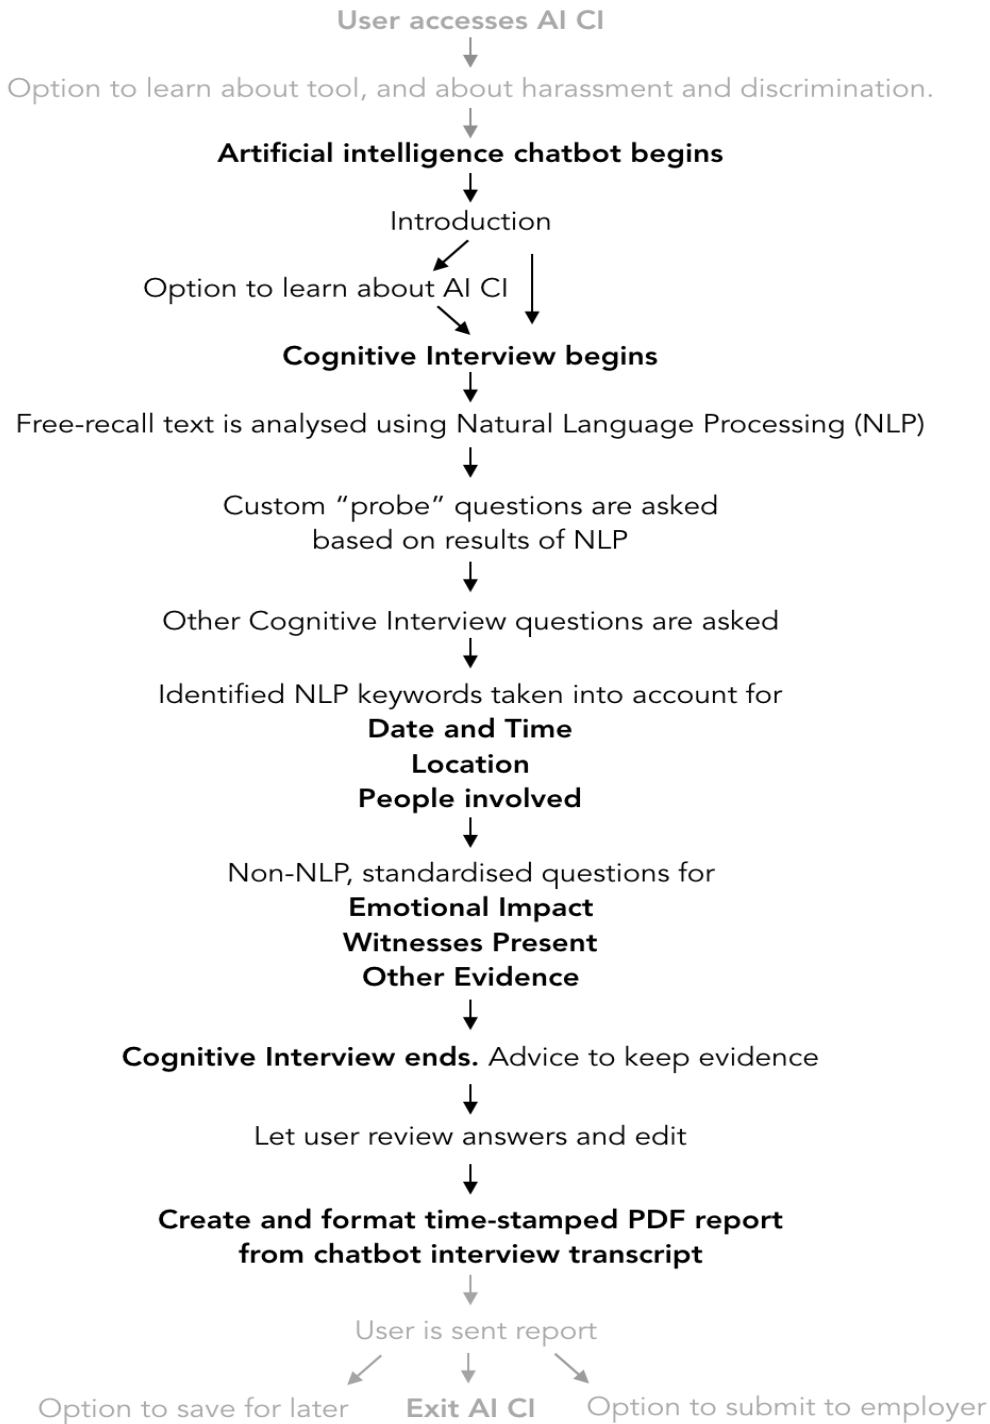 User accesses AI CI
Option to learn about tool, and about harassment and discrimination.
Artificial intelligence chatbot begins
Introduction
Option to learn about AI CI
Cognitive Interview begins
Free-recall text is analysed using Natural Language Processing (NLP)
Custom “probe” questions are asked
based on results of NLP
Other Cognitive Interview questions are asked
Identified NLP keywords taken into account for
Date and Time
Location
People involved
Non-NLP, standardised questions for
Emotional Impact
Witnesses Present
Other Evidence
Cognitive Interview ends. Advice to keep evidence
Let user review answers and edit
Create and format time-stamped PDF report
from chatbot interview transcript
User is sent report
Option to save for later
Exit AI CI
Option to submit to employer